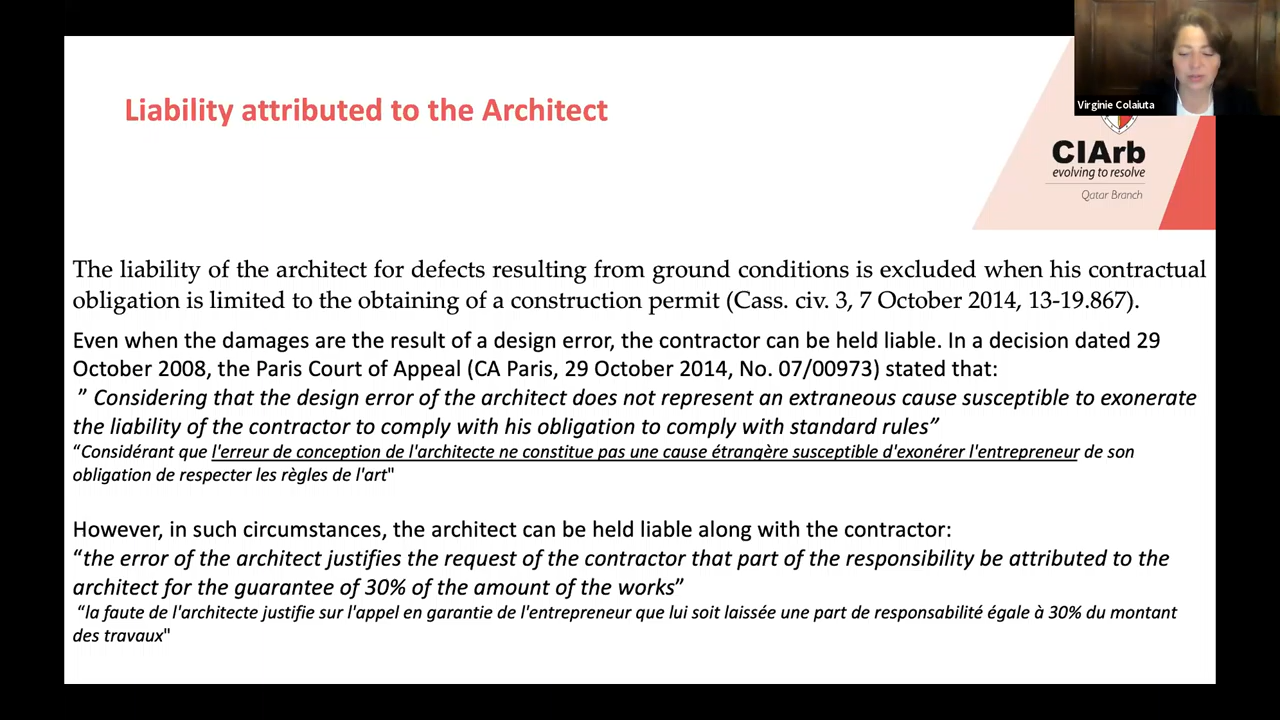 Virginie Colaiuta
Liability attributed to the Architect
CIArb
evolving to resolve
Qatar Branch
The liability of the architect for defects resulting from ground conditions is excluded when his contractual
obligation is limited to the obtaining of a construction permit (Cass. civ. 3, 7 October 2014, 13-19.867).
Even when the damages are the result of a design error, the contractor can be held liable. In a decision dated 29
October 2008, the Paris Court of Appeal (CA Paris, 29 October 2014, No. 07/00973) stated that:
” Considering that the design error of the architect does not represent an extraneous cause susceptible to exonerate
the liability of the contractor to comply with his obligation to comply with standard rules”
“Considérant que l'erreur de conception de l'architecte ne constitue pas une cause étrangère susceptible d'exonérer l'entrepreneur de son
obligation de respecter les règles de l'art"
However, in such circumstances, the architect can be held liable along with the contractor:
“the error of the architect justifies the request of the contractor that part of the responsibility be attributed to the
architect for the guarantee of 30% of the amount of the works”
“la faute de l'architecte justifie sur l'appel en garantie de l'entrepreneur que lui soit laissée une part de responsabilité égale à 30% du montant
des travaux"